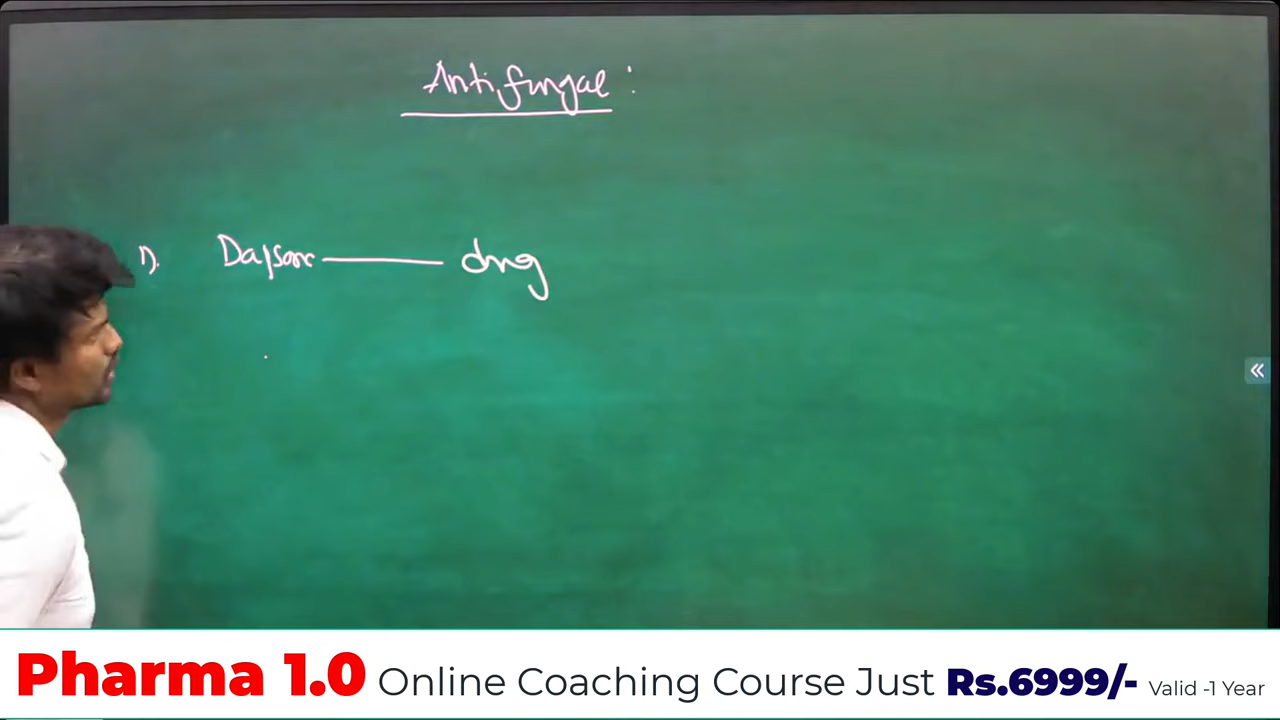 Antifungal :
1). Dapsone —— drug
Pharma 1.0 Online Coaching Course Just Rs.6999/- Valid -1 Year